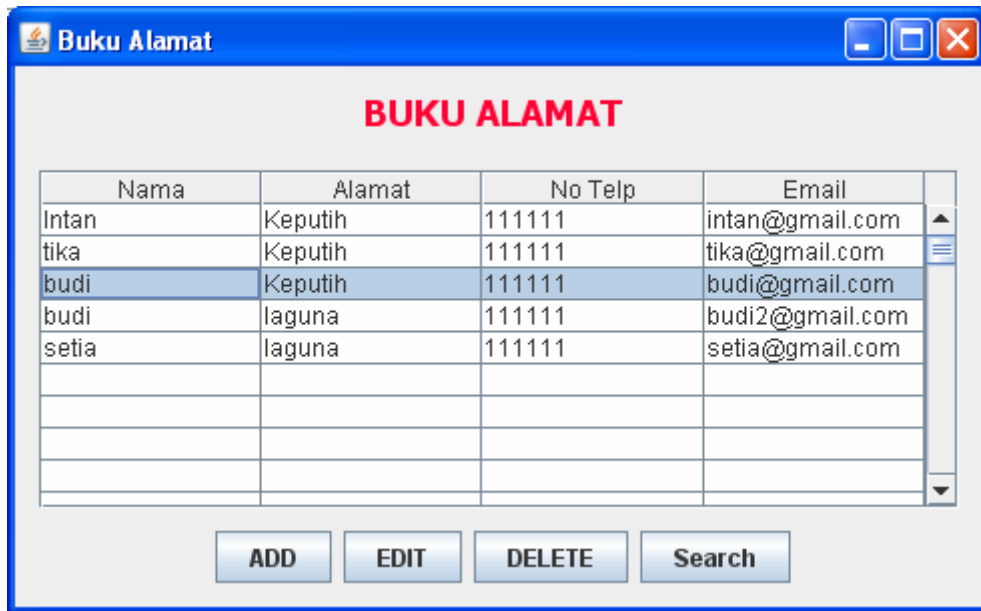 Buku Alamat
BUKU ALAMAT
Nama Alamat No Telp Email
Intan Keputih 111111 intan@gmail.com
tika Keputih 111111 tika@gmail.com
budi Keputih 111111 budi@gmail.com
budi laguna 111111 budi2@gmail.com
setia laguna 111111 setia@gmail.com
ADD EDIT DELETE Search